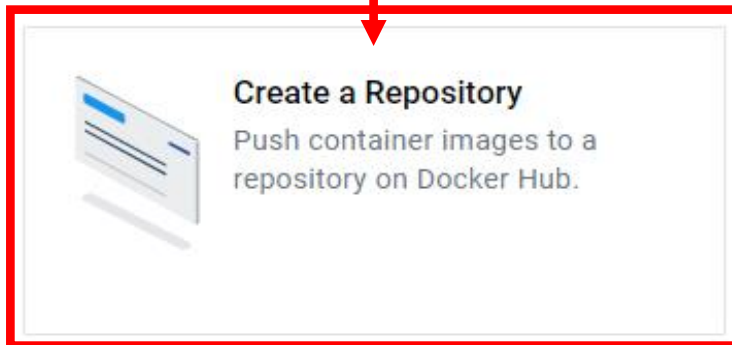 Create a Repository
Push container images to a
repository on Docker Hub.